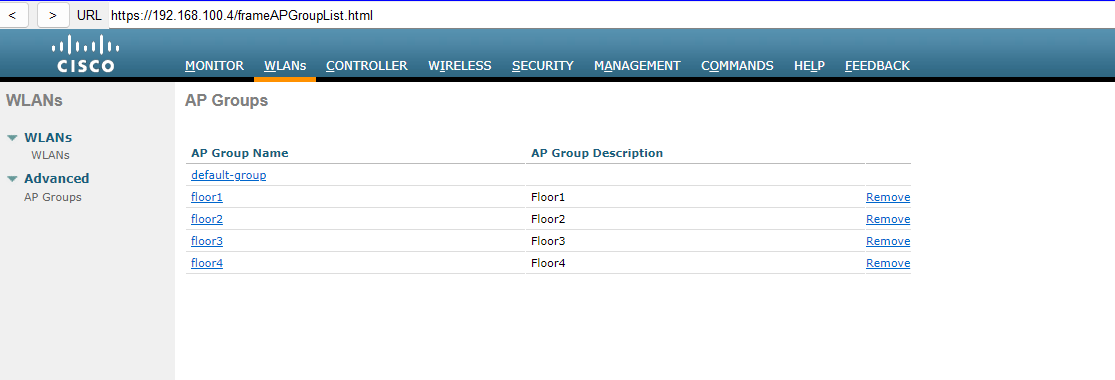 < > URL https://192.168.100.4/frameAPGroupList.html
CISCO
MONITOR WLANs CONTROLLER WIRELESS SECURITY MANAGEMENT COMMANDS HELP FEEDBACK
WLANs
WLANs
WLANs
Advanced
AP Groups
AP Groups
AP Group Name AP Group Description
default-group
floor1 Floor1 Remove
floor2 Floor2 Remove
floor3 Floor3 Remove
floor4 Floor4 Remove